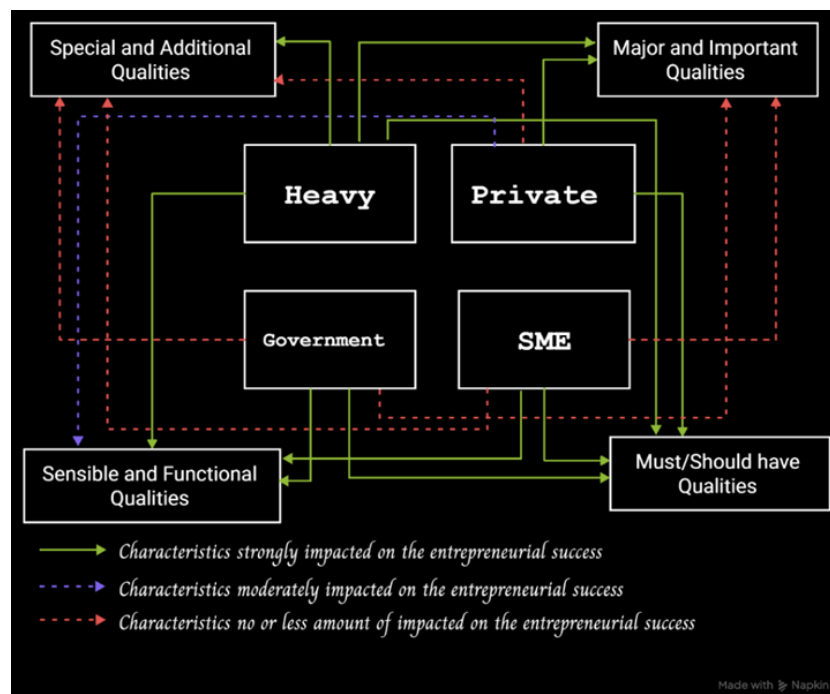 Special and Additional
Qualities
Major and Important
Qualities
Heavy
Private
Government
SME
Sensible and Functional
Qualities
Must/Should have
Qualities
Characteristics strongly impacted on the entrepreneurial success
Characteristics moderately impacted on the entrepreneurial success
Characteristics no or less amount of impacted on the entrepreneurial success
Made with Napkin